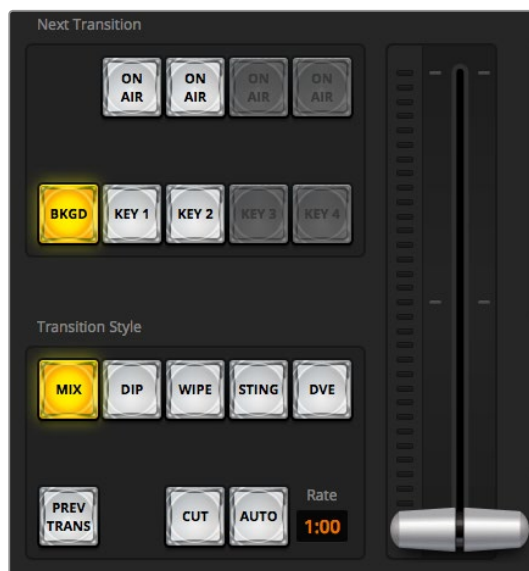 Next Transition
ON AIR ON AIR ON AIR ON AIR
BKGD KEY 1 KEY 2 KEY 3 KEY 4
Transition Style
MIX DIP WIPE STING DVE
Rate
PREV TRANS CUT AUTO 1:00